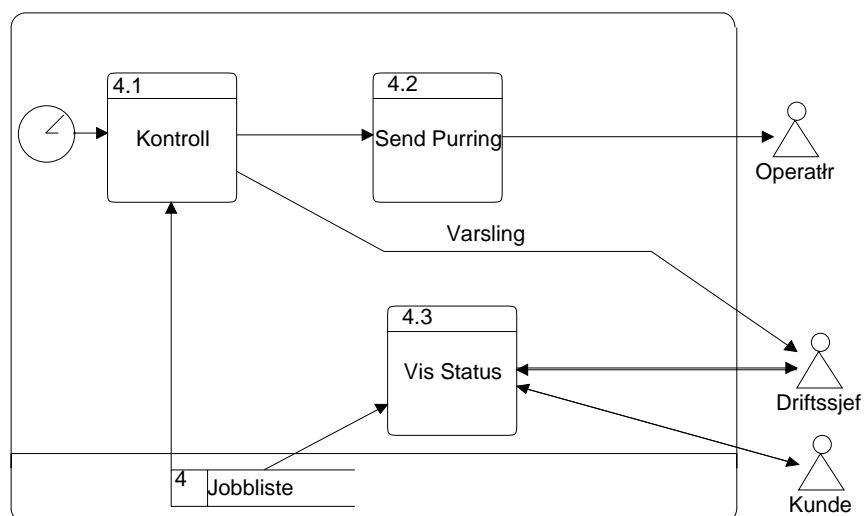 4.1
Kontroll
4.2
Send Purring
Operatłr
Varsling
4.3
Vis Status
Driftssjef
4
Jobbliste
Kunde